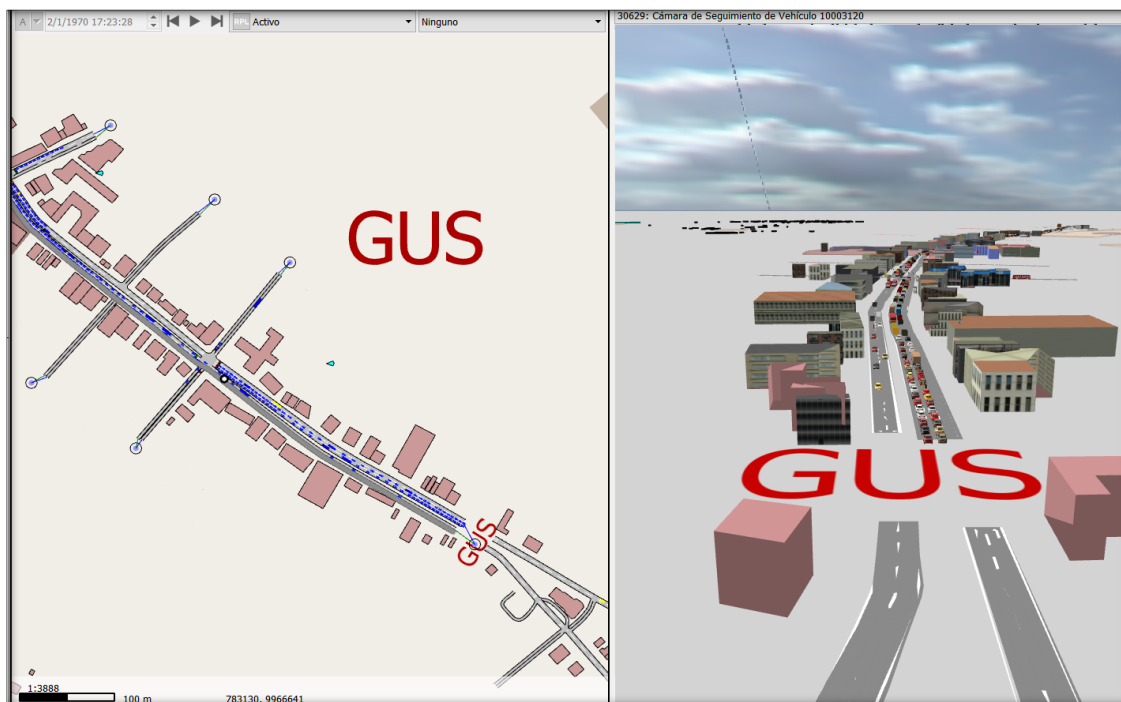 A 2/1/1970 17:23:28 RPL Activo Ninguno
GUS
GUS
1:3888
100 m 783130, 9966641
30629: Cámara de Seguimiento de Vehículo 10003120
GUS